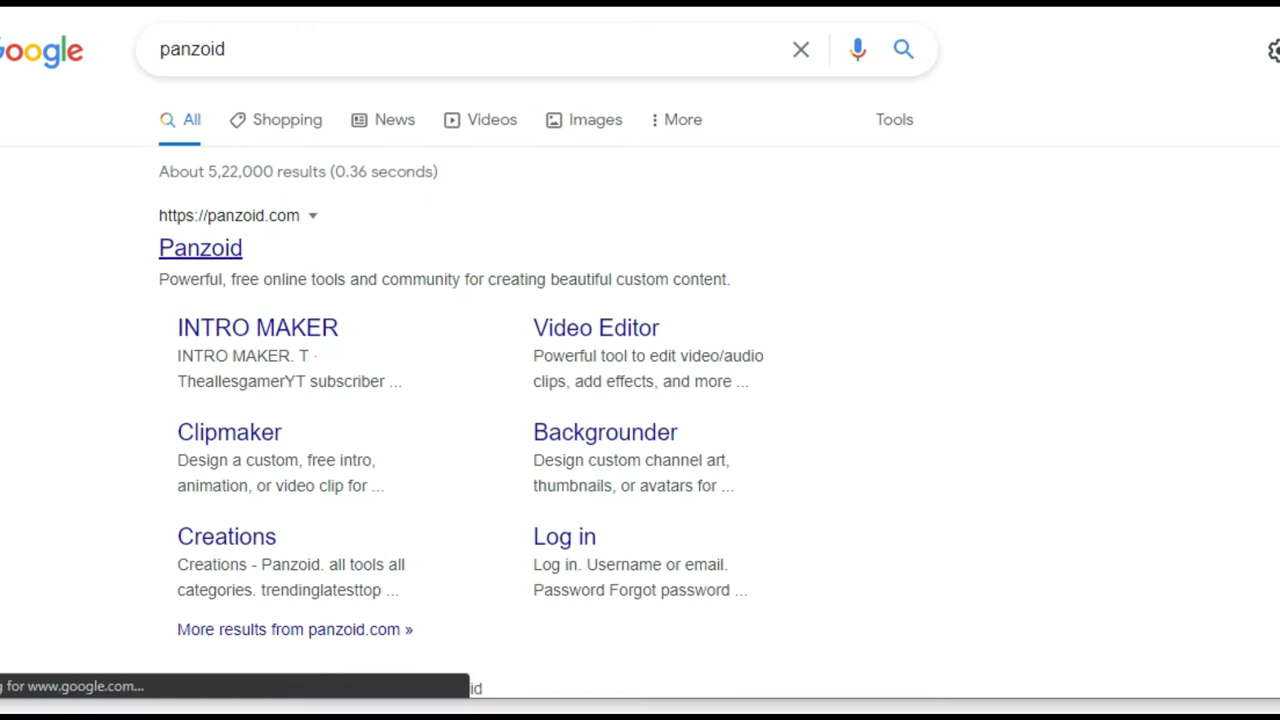 Google
panzoid
All Shopping News Videos Images More Tools
About 5,22,000 results (0.36 seconds)
https://panzoid.com
Panzoid
Powerful, free online tools and community for creating beautiful custom content.
INTRO MAKER
INTRO MAKER. T ·
TheallesgamerYT subscriber ...
Video Editor
Powerful tool to edit video/audio
clips, add effects, and more ...
Clipmaker
Design a custom, free intro,
animation, or video clip for ...
Backgrounder
Design custom channel art,
thumbnails, or avatars for ...
Creations
Creations - Panzoid. all tools all
categories. trendinglatesttop ...
Log in
Log in. Username or email.
Password Forgot password ...
More results from panzoid.com »
g for www.google.com...
id